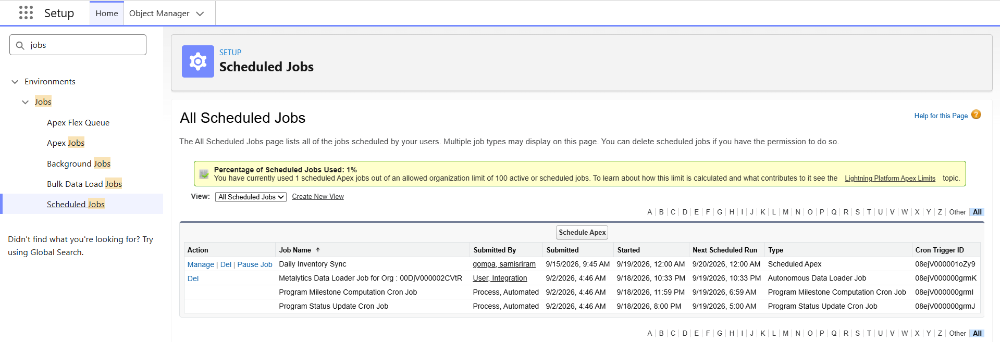 Setup
Home
Object Manager
jobs
Environments
Jobs
Apex Flex Queue
Apex Jobs
Background Jobs
Bulk Data Load Jobs
Scheduled Jobs
Didn't find what you're looking for? Try
using Global Search.
SETUP
Scheduled Jobs
All Scheduled Jobs
Help for this Page ?
The All Scheduled Jobs page lists all of the jobs scheduled by your users. Multiple job types may display on this page. You can delete scheduled jobs if you have the permission to do so.
Percentage of Scheduled Jobs Used: 1%
You have currently used 1 scheduled Apex jobs out of an allowed organization limit of 100 active or scheduled jobs. To learn about how this limit is calculated and what contributes to it see the Lightning Platform Apex Limits topic.
View: All Scheduled Jobs Create New View
A | B | C | D | E | F | G | H | I | J | K | L | M | N | O | P | Q | R | S | T | U | V | W | X | Y | Z | Other All
Schedule Apex
Action Job Name ↑ Submitted By Submitted Started Next Scheduled Run Type Cron Trigger ID
Manage | Del | Pause Job Daily Inventory Sync gompa, samisriram 9/15/2026, 9:45 AM 9/19/2026, 12:00 AM 9/20/2026, 12:00 AM Scheduled Apex 08ejV000001oZy9
Del Metalytics Data Loader Job for Org : 00DjV000002CVtR User, Integration 9/2/2026, 4:46 AM 9/18/2026, 10:33 PM 9/19/2026, 10:33 PM Autonomous Data Loader Job 08ejV000000grmK
Program Milestone Computation Cron Job Process, Automated 9/2/2026, 4:46 AM 9/18/2026, 11:59 PM 9/19/2026, 6:59 AM Program Milestone Computation Cron Job 08ejV000000grmI
Program Status Update Cron Job Process, Automated 9/2/2026, 4:46 AM 9/18/2026, 8:00 PM 9/19/2026, 5:00 AM Program Status Update Cron Job 08ejV000000grmJ
A | B | C | D | E | F | G | H | I | J | K | L | M | N | O | P | Q | R | S | T | U | V | W | X | Y | Z | Other All